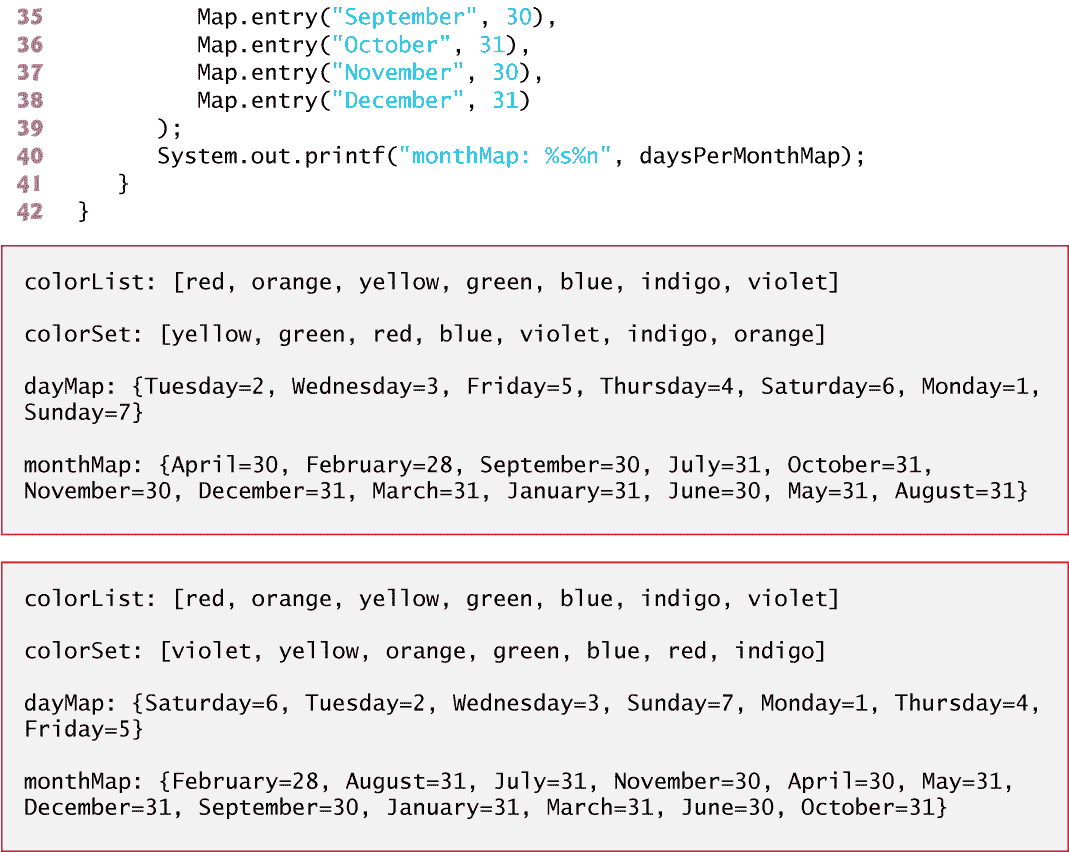 35 Map.entry("September", 30),
36 Map.entry("October", 31),
37 Map.entry("November", 30),
38 Map.entry("December", 31)
39 );
40 System.out.printf("monthMap: %s%n", daysPerMonthMap);
41 }
42 }
colorList: [red, orange, yellow, green, blue, indigo, violet]
colorSet: [yellow, green, red, blue, violet, indigo, orange]
dayMap: {Tuesday=2, Wednesday=3, Friday=5, Thursday=4, Saturday=6, Monday=1,
Sunday=7}
monthMap: {April=30, February=28, September=30, July=31, October=31,
November=30, December=31, March=31, January=31, June=30, May=31, August=31}
colorList: [red, orange, yellow, green, blue, indigo, violet]
colorSet: [violet, yellow, orange, green, blue, red, indigo]
dayMap: {Saturday=6, Tuesday=2, Wednesday=3, Sunday=7, Monday=1, Thursday=4,
Friday=5}
monthMap: {February=28, August=31, July=31, November=30, April=30, May=31,
December=31, September=30, January=31, March=31, June=30, October=31}